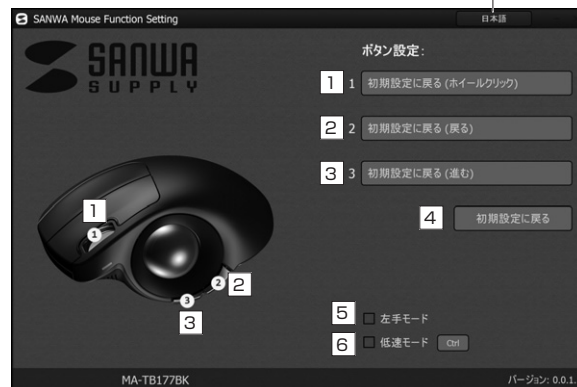 SANWA Mouse Function Setting
日本語
SANWA
SUPPLY
ボタン設定:
1 1 初期設定に戻る (ホイールクリック)
2 2 初期設定に戻る (戻る)
3 3 初期設定に戻る (進む)
4 初期設定に戻る
1
1
2 2
3
3
5 左手モード
6 低速モード Ctrl
MA-TB177BK
バージョン: 0.0.1.